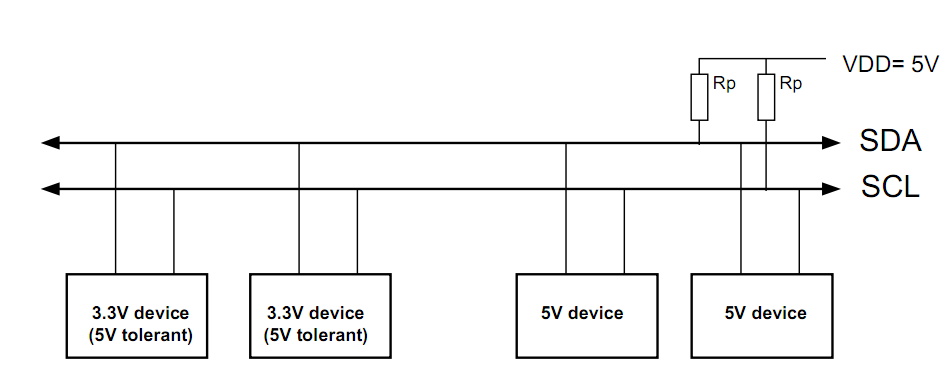 VDD= 5V
Rp
Rp
SDA
SCL
3.3V device
(5V tolerant)
3.3V device
(5V tolerant)
5V device
5V device